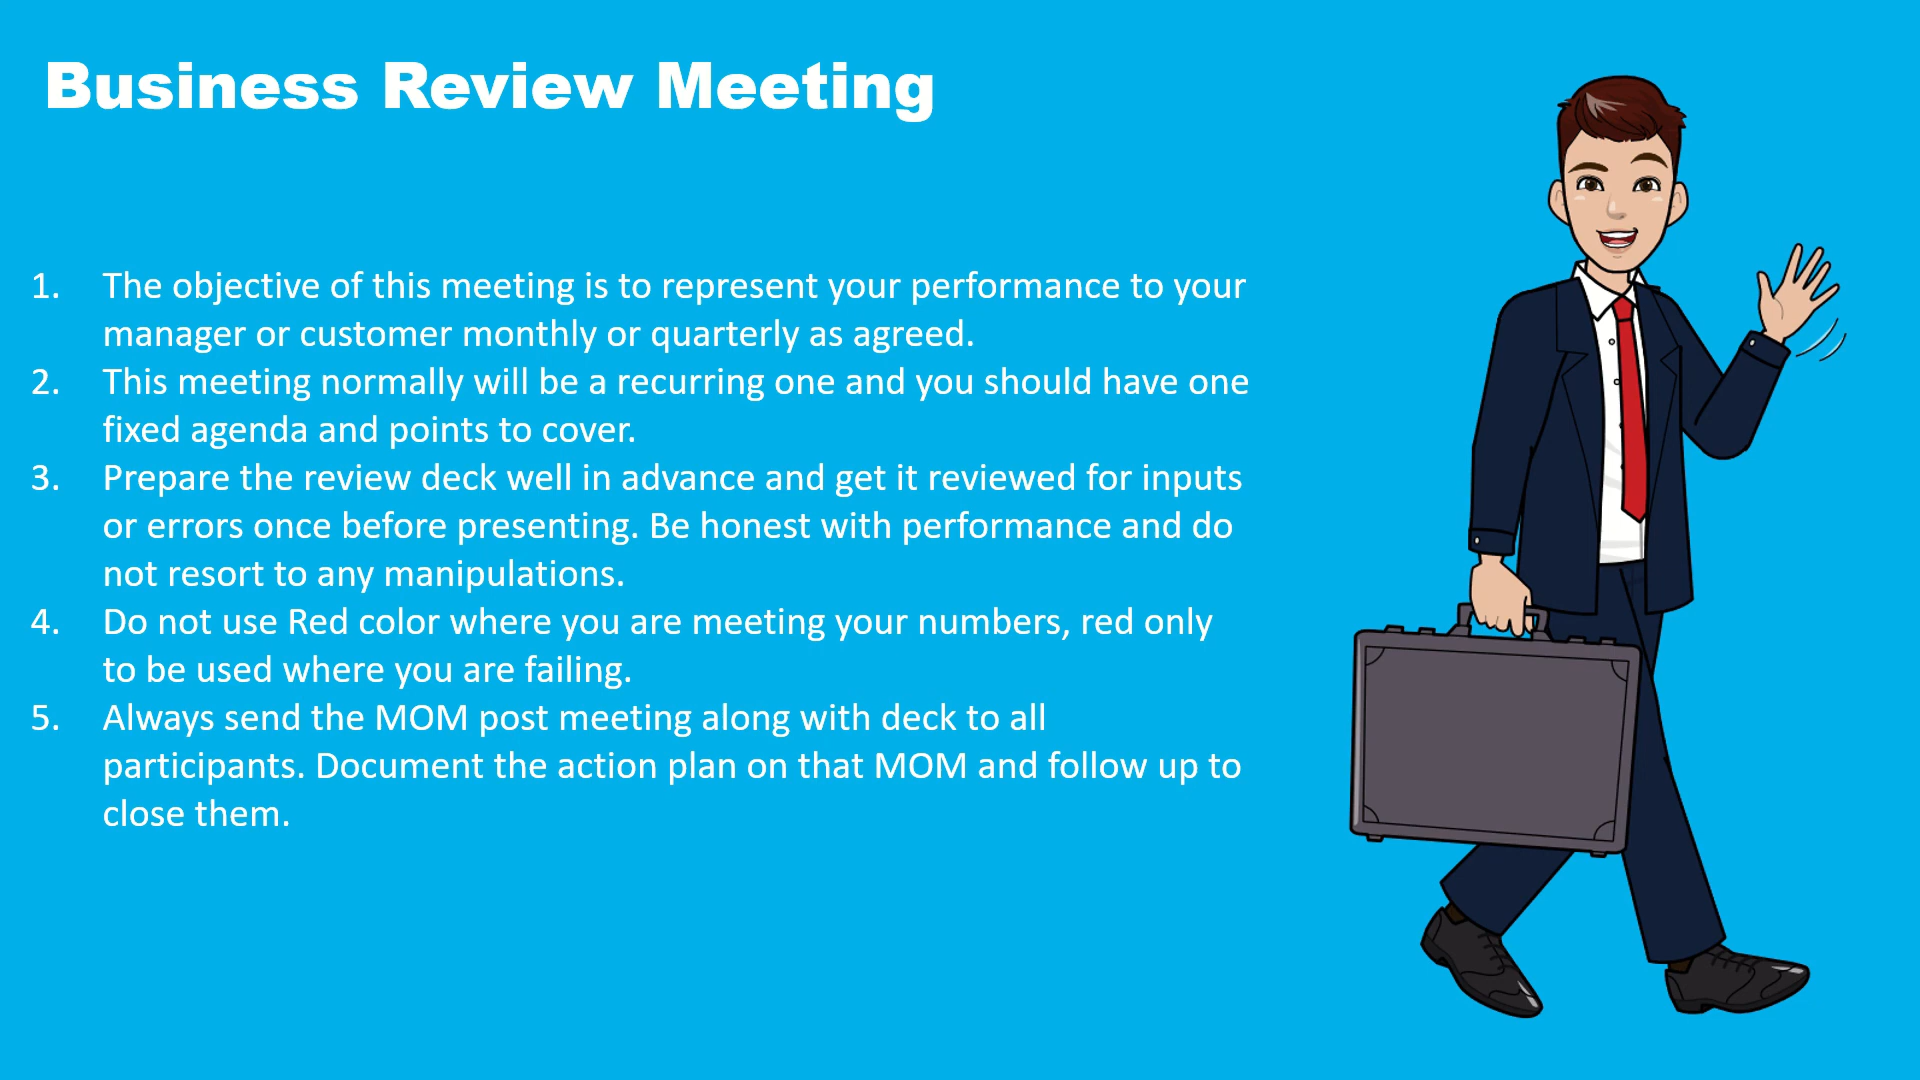 Business Review Meeting
1. The objective of this meeting is to represent your performance to your
manager or customer monthly or quarterly as agreed.
2. This meeting normally will be a recurring one and you should have one
fixed agenda and points to cover.
3. Prepare the review deck well in advance and get it reviewed for inputs
or errors once before presenting. Be honest with performance and do
not resort to any manipulations.
4. Do not use Red color where you are meeting your numbers, red only
to be used where you are failing.
5. Always send the MOM post meeting along with deck to all
participants. Document the action plan on that MOM and follow up to
close them.